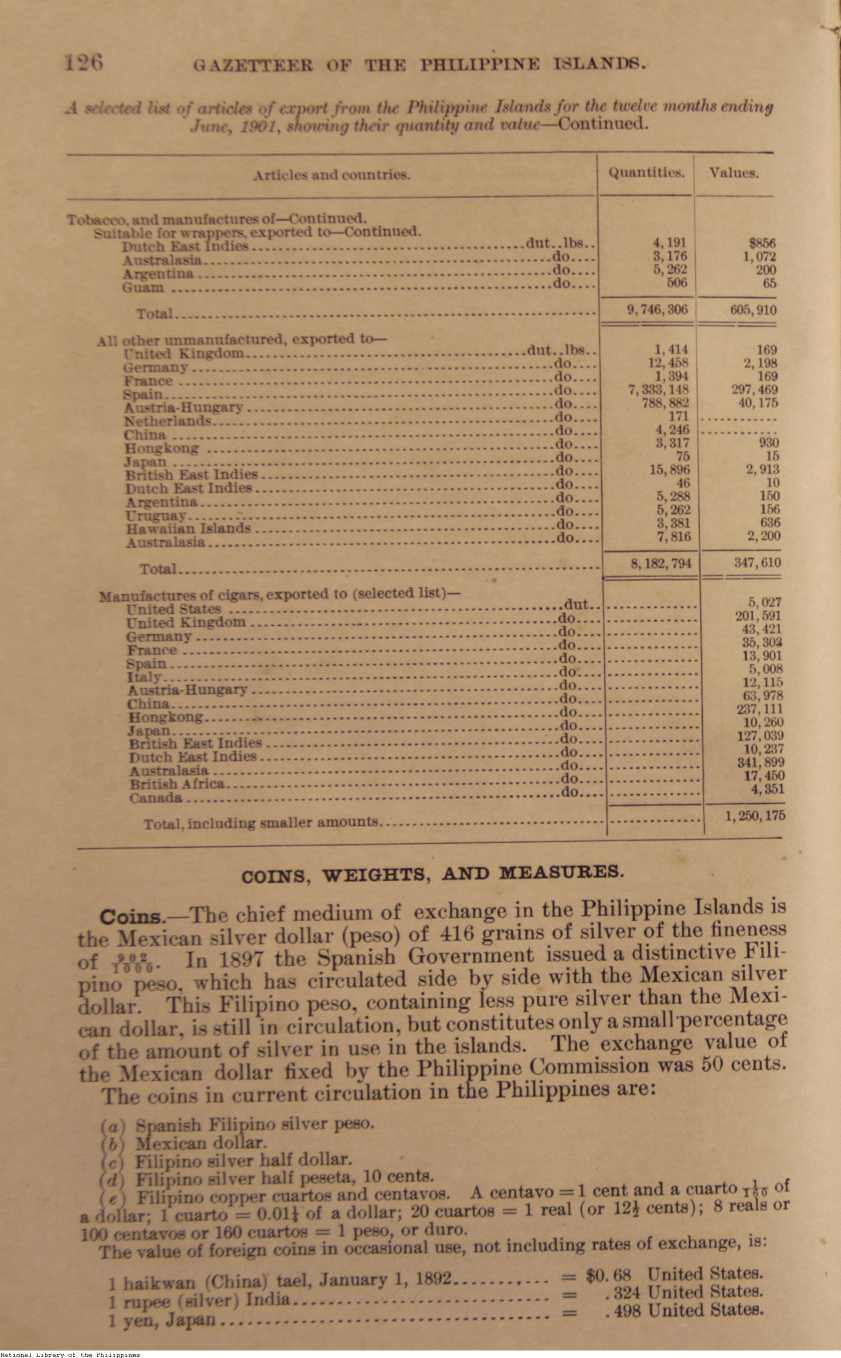 126 GAZETTEER OF THE PHILIPPINE ISLANDS.
A selected list of articles of export from the Philippine Islands for the twelve months ending
June, 1901, showing their quantity and value—Continued.
Articles and countries. Quantities. Values.
Tobacco, and manufactures of—Continued.
Suitable for wrappers, exported to—Continued.
Dutch East Indies....dut..lbs.. 4,191 $856
Australasia....do.... 3,176 1,072
Argentina....do.... 5,262 200
Guam....do.... 506 65
Total.... 9,746,306 605,910
All other unmanufactured, exported to—
United Kingdom....dut..lbs.. 1,414 169
Germany....do.... 12,458 2,198
France....do.... 1,394 169
Spain....do.... 7,333,148 297,469
Austria-Hungary....do.... 788,882 40,175
Netherlands....do.... 171 ...........
China....do.... 4,246 ...........
Hongkong....do.... 3,317 930
Japan....do.... 75 15
British East Indies....do.... 15,896 2,913
Dutch East Indies....do.... 46 10
Argentina....do.... 5,288 150
Uruguay....do.... 5,262 156
Hawaiian Islands....do.... 3,381 636
Australasia....do.... 7,816 2,200
Total.... 8,182,794 347,610
Manufactures of cigars, exported to (selected list)—
United States....dut.. ............. 5,027
United Kingdom....do.... ............. 201,591
Germany....do.... ............. 43,421
France....do.... ............. 35,303
Spain....do.... ............. 13,901
Italy....do.... ............. 5,008
Austria-Hungary....do.... ............. 12,115
China....do.... ............. 63,978
Hongkong....do.... ............. 237,111
Japan....do.... ............. 10,260
British East Indies....do.... ............. 127,039
Dutch East Indies....do.... ............. 10,237
Australasia....do.... ............. 341,899
British Africa....do.... ............. 17,450
Canada....do.... ............. 4,351
Total, including smaller amounts.... ............. 1,250,175
COINS, WEIGHTS, AND MEASURES.
Coins.—The chief medium of exchange in the Philippine Islands is
the Mexican silver dollar (peso) of 416 grains of silver of the fineness
of 902/1000. In 1897 the Spanish Government issued a distinctive Fili-
pino peso, which has circulated side by side with the Mexican silver
dollar. This Filipino peso, containing less pure silver than the Mexi-
can dollar, is still in circulation, but constitutes only a small percentage
of the amount of silver in use in the islands. The exchange value of
the Mexican dollar fixed by the Philippine Commission was 50 cents.
The coins in current circulation in the Philippines are:
(a) Spanish Filipino silver peso.
(b) Mexican dollar.
(c) Filipino silver half dollar.
(d) Filipino silver half peseta, 10 cents.
(e) Filipino copper cuartos and centavos. A centavo = 1 cent and a cuarto 1/160 of
a dollar; 1 cuarto = 0.01¼ of a dollar; 20 cuartos = 1 real (or 12½ cents); 8 reals or
100 centavos or 160 cuartos = 1 peso, or duro.
The value of foreign coins in occasional use, not including rates of exchange, is:
1 haikwan (China) tael, January 1, 1892........... = $0.68 United States.
1 rupee (silver) India.............................. = .324 United States.
1 yen, Japan...................................... = .498 United States.
National Library of the Philippines